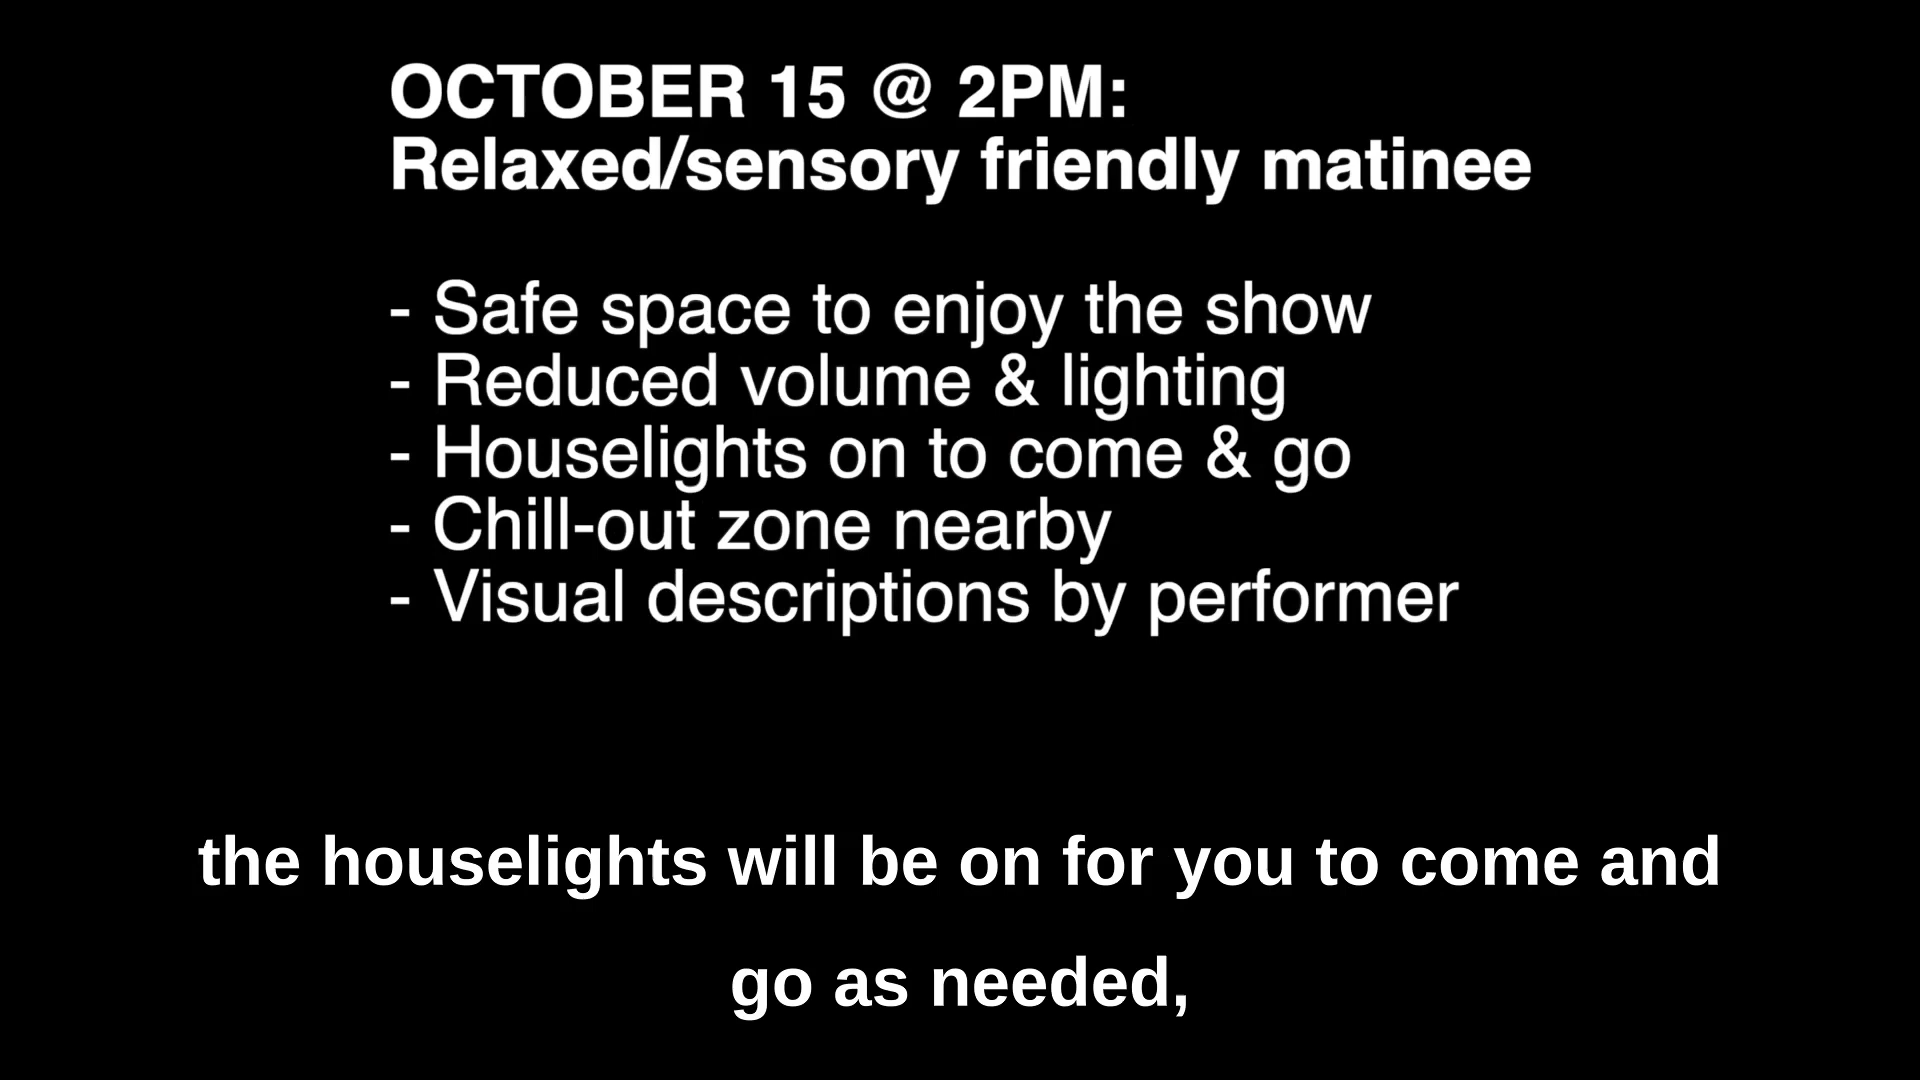 OCTOBER 15 @ 2PM:
Relaxed/sensory friendly matinee
- Safe space to enjoy the show
- Reduced volume & lighting
- Houselights on to come & go
- Chill-out zone nearby
- Visual descriptions by performer
the houselights will be on for you to come and
go as needed,